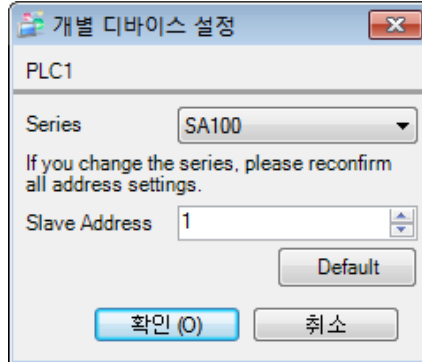 개별 디바이스 설정
PLC1
Series SA100
If you change the series, please reconfirm
all address settings.
Slave Address 1
Default
확인 (O) 취소